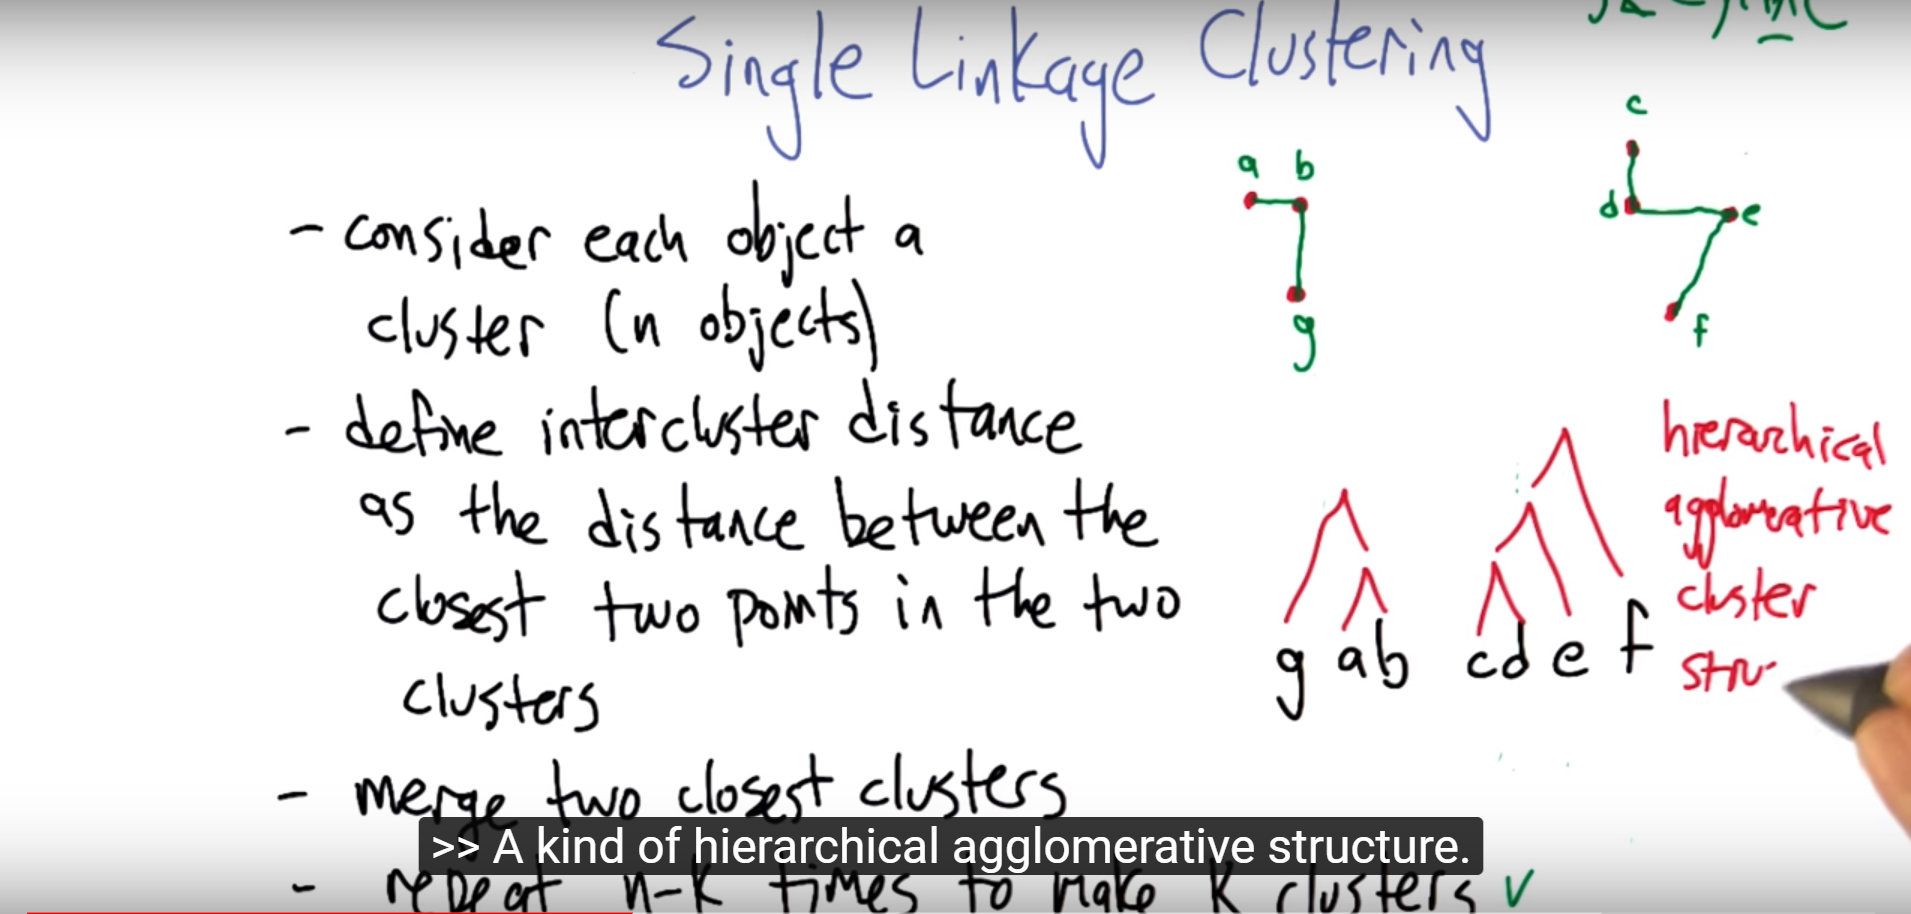 Single Linkage Clustering
a b
c
d e
g
f
- consider each object a
cluster (n objects)
- define intercluster distance
as the distance between the
closest two points in the two
clusters
- merge two closest clusters
- repeat n-k times to make k clusters ✓
g a b c d e f
hierarchical
agglomerative
cluster
stru
>> A kind of hierarchical agglomerative structure.